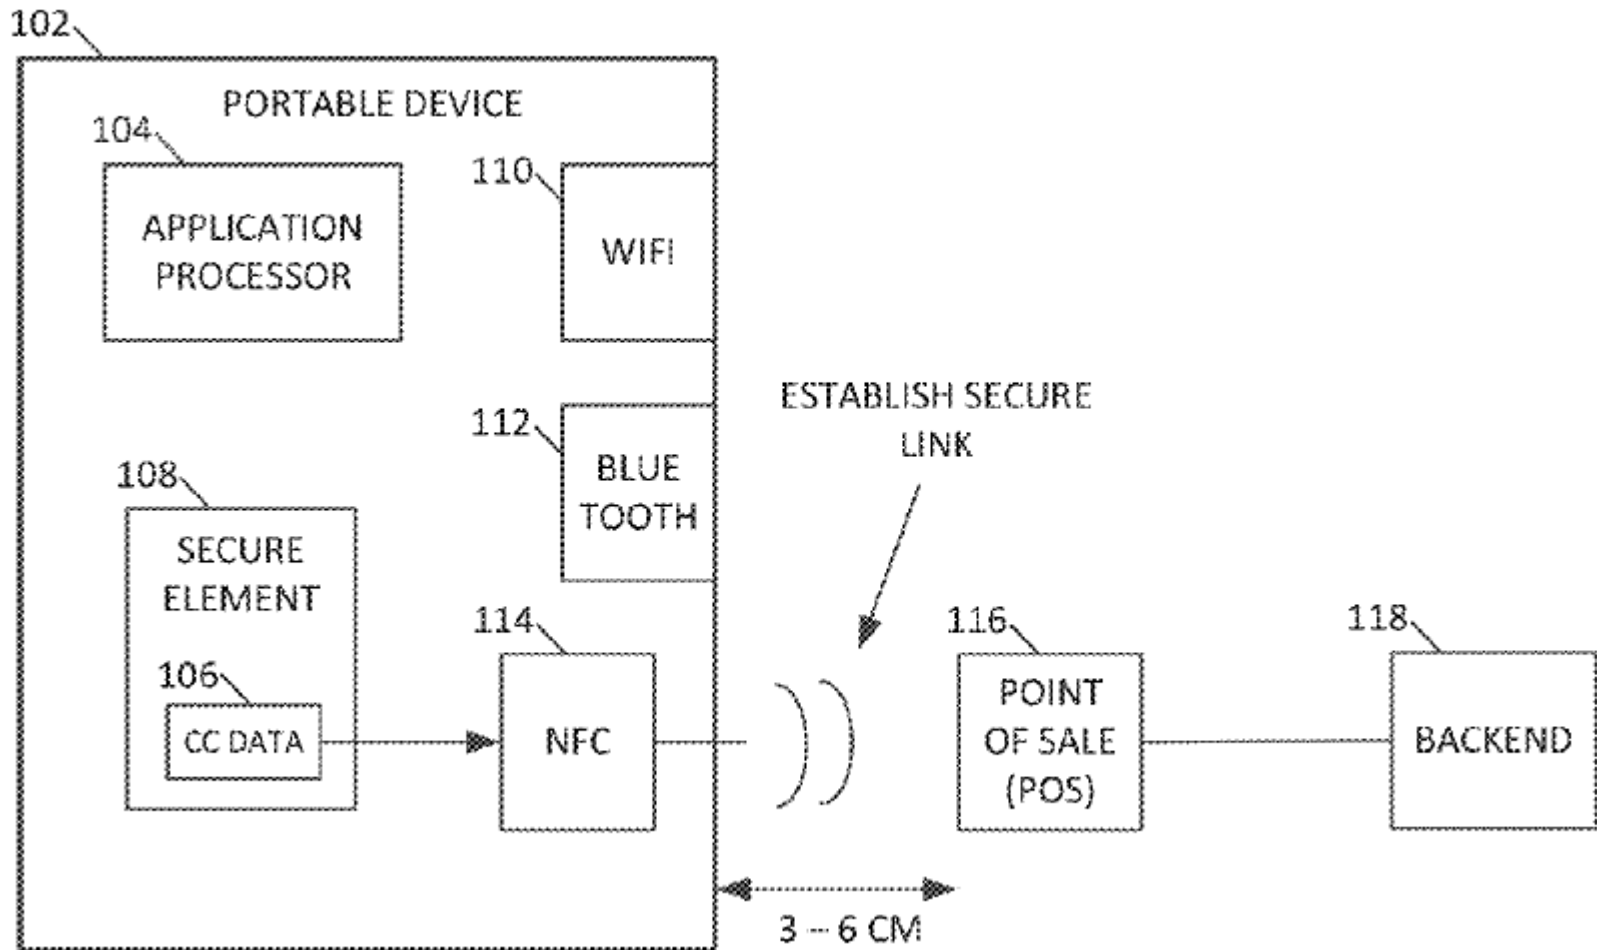 102
PORTABLE DEVICE
104
APPLICATION
PROCESSOR
110
WIFI
112
BLUE
TOOTH
ESTABLISH SECURE
LINK
108
SECURE
ELEMENT
106
CC DATA
114
NFC
116
POINT
OF SALE
(POS)
118
BACKEND
3 – 6 CM